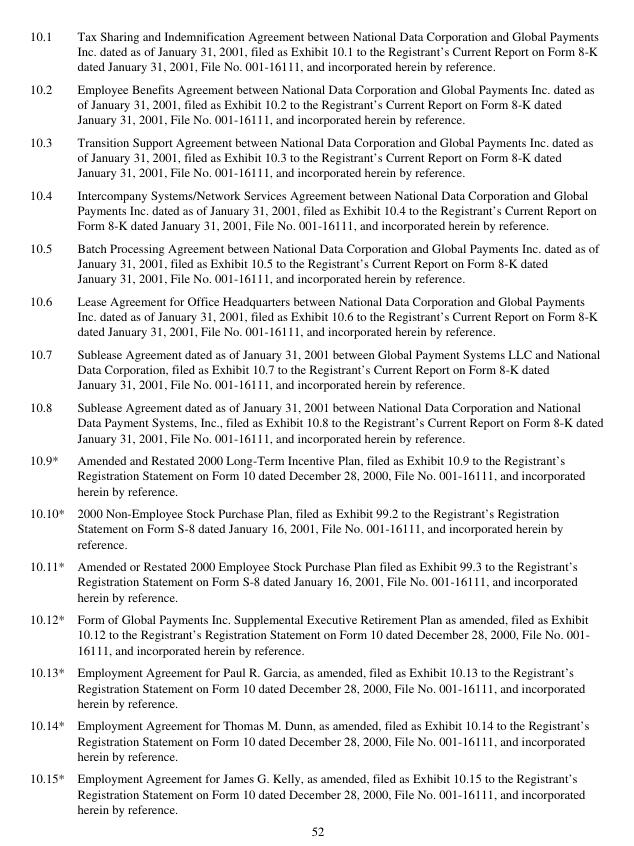 10.1 Tax Sharing and Indemnification Agreement between National Data Corporation and Global Payments
Inc. dated as of January 31, 2001, filed as Exhibit 10.1 to the Registrant’s Current Report on Form 8-K
dated January 31, 2001, File No. 001-16111, and incorporated herein by reference.
10.2 Employee Benefits Agreement between National Data Corporation and Global Payments Inc. dated as
of January 31, 2001, filed as Exhibit 10.2 to the Registrant’s Current Report on Form 8-K dated
January 31, 2001, File No. 001-16111, and incorporated herein by reference.
10.3 Transition Support Agreement between National Data Corporation and Global Payments Inc. dated as
of January 31, 2001, filed as Exhibit 10.3 to the Registrant’s Current Report on Form 8-K dated
January 31, 2001, File No. 001-16111, and incorporated herein by reference.
10.4 Intercompany Systems/Network Services Agreement between National Data Corporation and Global
Payments Inc. dated as of January 31, 2001, filed as Exhibit 10.4 to the Registrant’s Current Report on
Form 8-K dated January 31, 2001, File No. 001-16111, and incorporated herein by reference.
10.5 Batch Processing Agreement between National Data Corporation and Global Payments Inc. dated as of
January 31, 2001, filed as Exhibit 10.5 to the Registrant’s Current Report on Form 8-K dated
January 31, 2001, File No. 001-16111, and incorporated herein by reference.
10.6 Lease Agreement for Office Headquarters between National Data Corporation and Global Payments
Inc. dated as of January 31, 2001, filed as Exhibit 10.6 to the Registrant’s Current Report on Form 8-K
dated January 31, 2001, File No. 001-16111, and incorporated herein by reference.
10.7 Sublease Agreement dated as of January 31, 2001 between Global Payment Systems LLC and National
Data Corporation, filed as Exhibit 10.7 to the Registrant’s Current Report on Form 8-K dated
January 31, 2001, File No. 001-16111, and incorporated herein by reference.
10.8 Sublease Agreement dated as of January 31, 2001 between National Data Corporation and National
Data Payment Systems, Inc., filed as Exhibit 10.8 to the Registrant’s Current Report on Form 8-K dated
January 31, 2001, File No. 001-16111, and incorporated herein by reference.
10.9* Amended and Restated 2000 Long-Term Incentive Plan, filed as Exhibit 10.9 to the Registrant’s
Registration Statement on Form 10 dated December 28, 2000, File No. 001-16111, and incorporated
herein by reference.
10.10* 2000 Non-Employee Stock Purchase Plan, filed as Exhibit 99.2 to the Registrant’s Registration
Statement on Form S-8 dated January 16, 2001, File No. 001-16111, and incorporated herein by
reference.
10.11* Amended or Restated 2000 Employee Stock Purchase Plan filed as Exhibit 99.3 to the Registrant’s
Registration Statement on Form S-8 dated January 16, 2001, File No. 001-16111, and incorporated
herein by reference.
10.12* Form of Global Payments Inc. Supplemental Executive Retirement Plan as amended, filed as Exhibit
10.12 to the Registrant’s Registration Statement on Form 10 dated December 28, 2000, File No. 001-
16111, and incorporated herein by reference.
10.13* Employment Agreement for Paul R. Garcia, as amended, filed as Exhibit 10.13 to the Registrant’s
Registration Statement on Form 10 dated December 28, 2000, File No. 001-16111, and incorporated
herein by reference.
10.14* Employment Agreement for Thomas M. Dunn, as amended, filed as Exhibit 10.14 to the Registrant’s
Registration Statement on Form 10 dated December 28, 2000, File No. 001-16111, and incorporated
herein by reference.
10.15* Employment Agreement for James G. Kelly, as amended, filed as Exhibit 10.15 to the Registrant’s
Registration Statement on Form 10 dated December 28, 2000, File No. 001-16111, and incorporated
herein by reference.
52